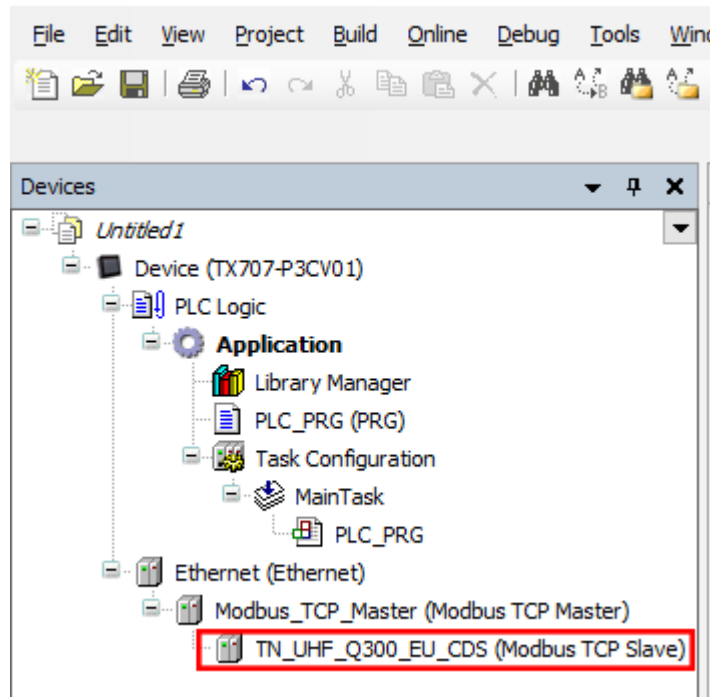 File Edit View Project Build Online Debug Tools
Devices
Untitled1
Device (TX707-P3CV01)
PLC Logic
Application
Library Manager
PLC_PRG (PRG)
Task Configuration
MainTask
PLC_PRG
Ethernet (Ethernet)
Modbus_TCP_Master (Modbus TCP Master)
TN_UHF_Q300_EU_CDS (Modbus TCP Slave)